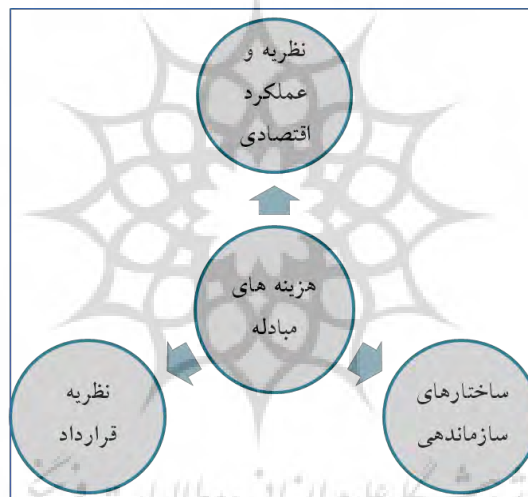 نظریه و
عملکرد
اقتصادی
هزینه های
مبادله
ساختارهای
سازماندهی
نظریه
قرارداد